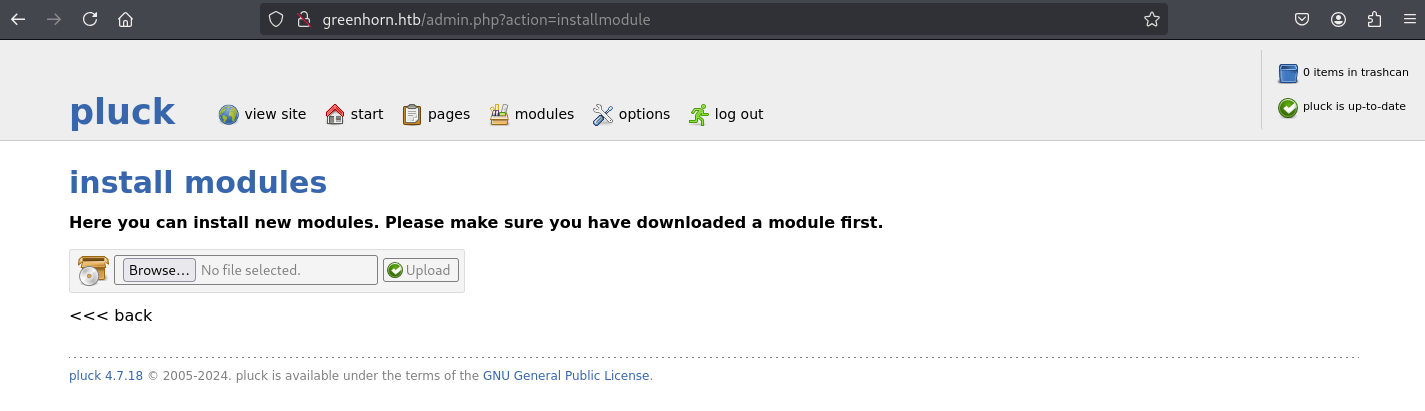 greenhorn.htb/admin.php?action=installmodule
0 items in trashcan
pluck view site start pages modules options log out
pluck is up-to-date
install modules
Here you can install new modules. Please make sure you have downloaded a module first.
Browse... No file selected. Upload
<<< back
pluck 4.7.18 © 2005-2024. pluck is available under the terms of the GNU General Public License.